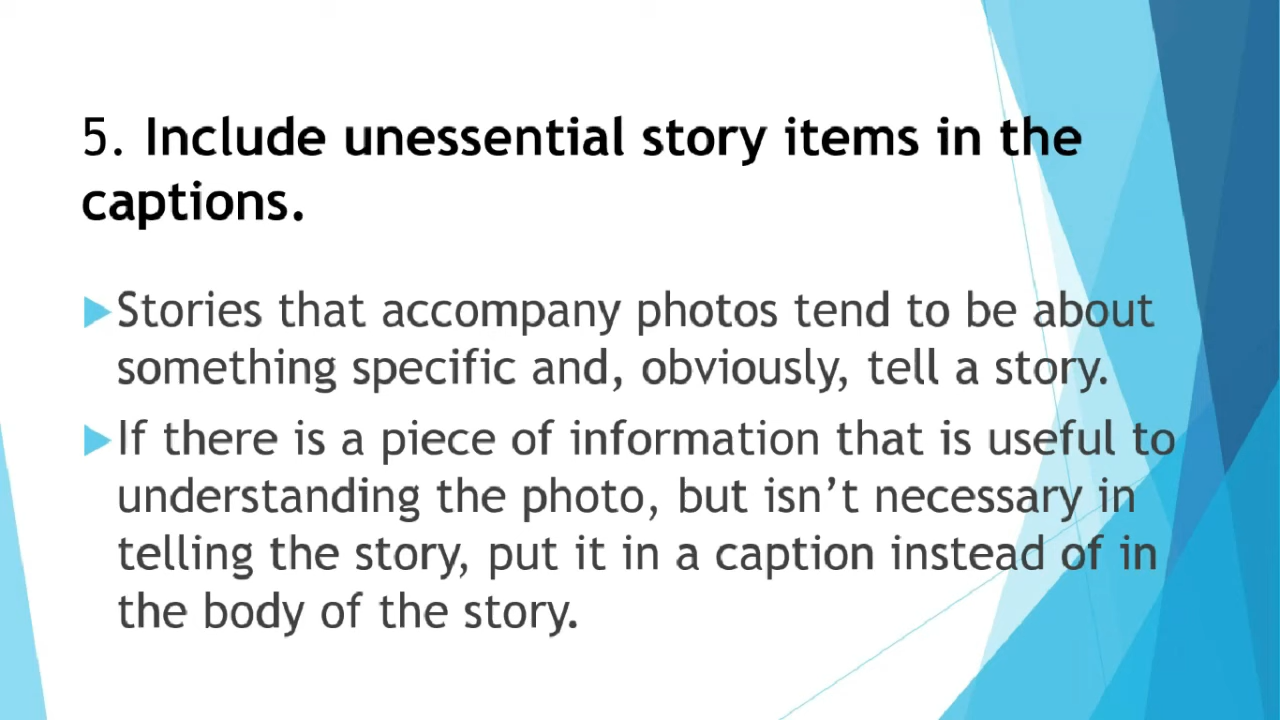 5. Include unessential story items in the
captions.
Stories that accompany photos tend to be about
something specific and, obviously, tell a story.
If there is a piece of information that is useful to
understanding the photo, but isn’t necessary in
telling the story, put it in a caption instead of in
the body of the story.